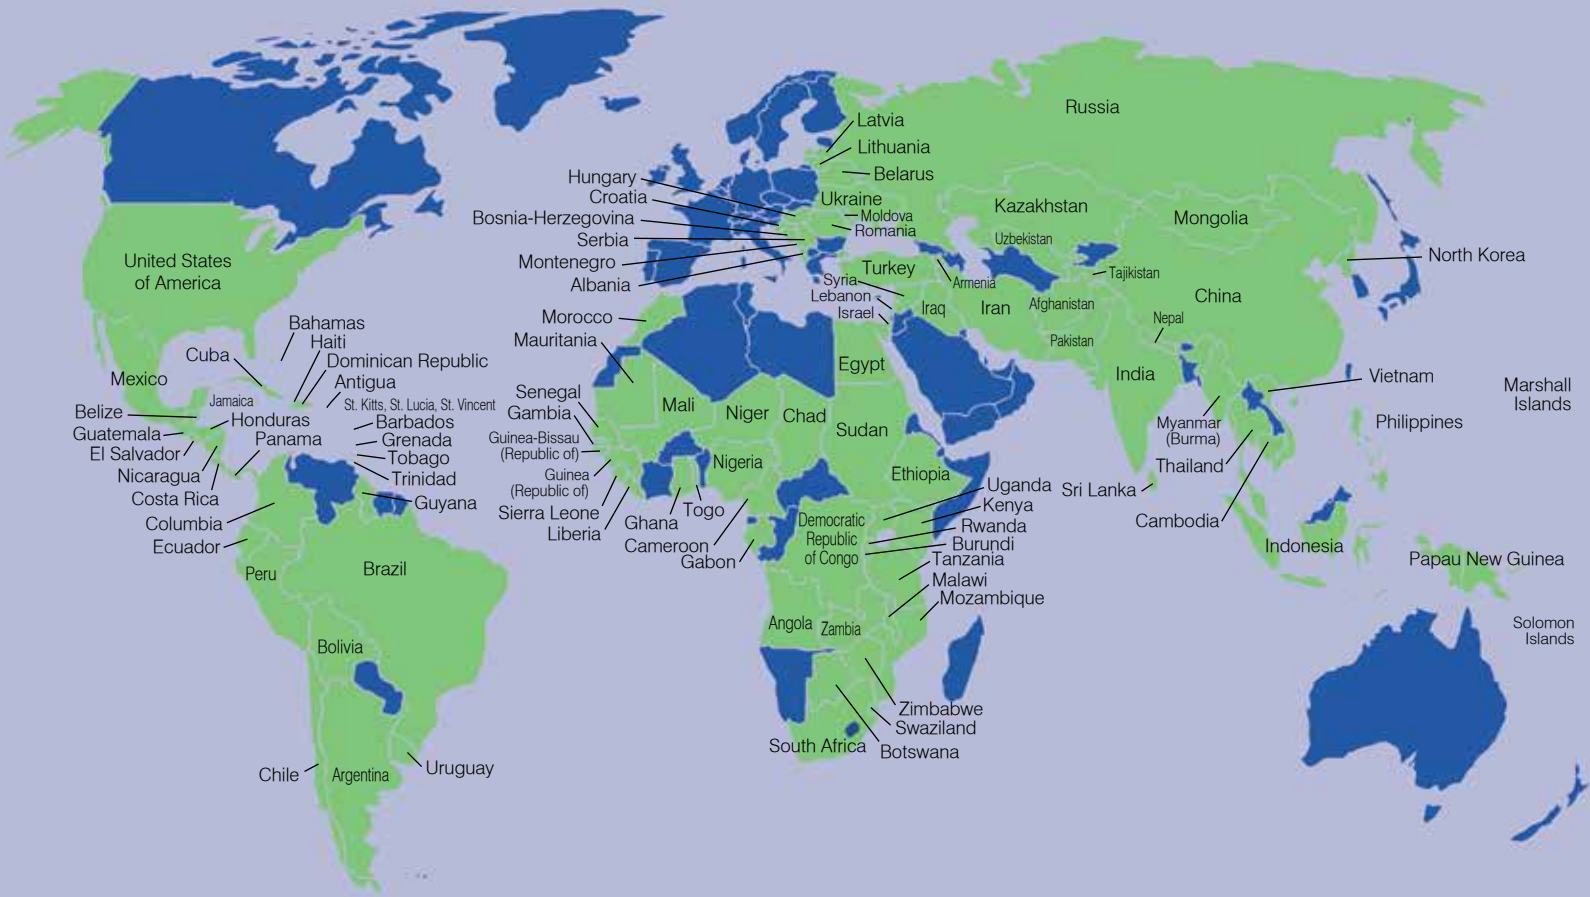 Russia
Latvia
Lithuania
Belarus
Hungary
Croatia
Bosnia-Herzegovina
Serbia
Montenegro
Albania
Ukraine
Moldova
Romania
Kazakhstan
Mongolia
Uzbekistan
North Korea
Tajikistan
United States
of America
Turkey
Armenia
Syria
Lebanon
Israel
Iraq
Iran
Afghanistan
China
Nepal
Pakistan
Morocco
Mauritania
Bahamas
Haiti
Cuba
Dominican Republic
Antigua
Mexico
Jamaica
St. Kitts, St. Lucia, St. Vincent
Belize
Honduras
Barbados
Guatemala
Panama
Grenada
El Salvador
Tobago
Nicaragua
Trinidad
Costa Rica
Guyana
Columbia
Ecuador
Peru
Brazil
Bolivia
Chile
Argentina
Uruguay
Egypt
India
Vietnam
Marshall
Islands
Philippines
Senegal
Gambia
Mali
Niger
Chad
Sudan
Guinea-Bissau
(Republic of)
Guinea
(Republic of)
Nigeria
Ethiopia
Sierra Leone
Liberia
Ghana
Togo
Cameroon
Gabon
Democratic
Republic
of Congo
Uganda
Kenya
Rwanda
Burundi
Tanzania
Malawi
Mozambique
Myanmar
(Burma)
Thailand
Sri Lanka
Cambodia
Indonesia
Papau New Guinea
Solomon
Islands
Angola
Zambia
Zimbabwe
Swaziland
Botswana
South Africa